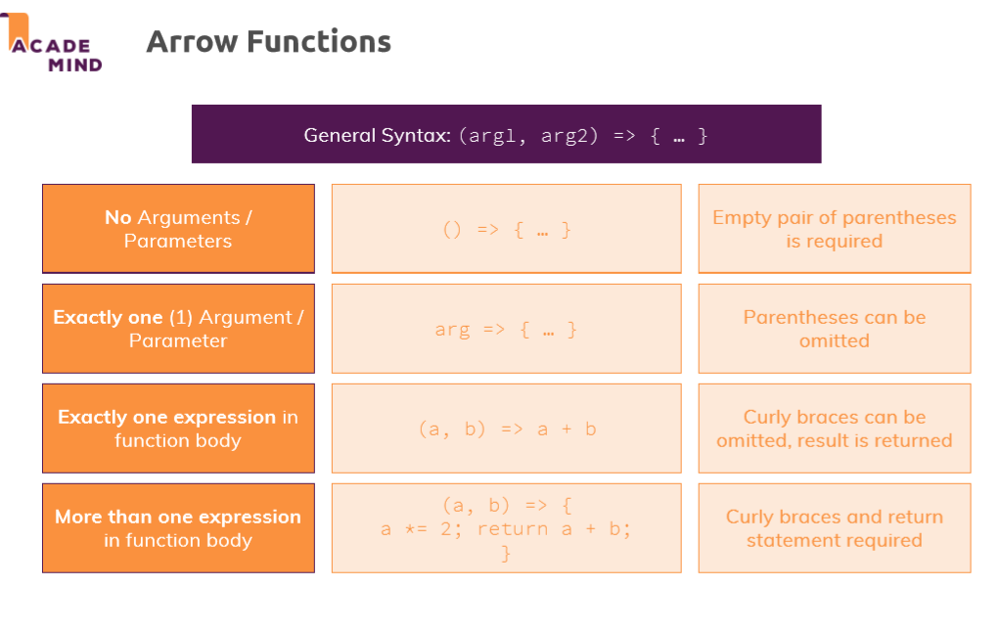 ACADE
MIND
Arrow Functions
General Syntax: (arg1, arg2) => { … }
No Arguments /
Parameters
() => { … }
Empty pair of parentheses
is required
Exactly one (1) Argument /
Parameter
arg => { … }
Parentheses can be
omitted
Exactly one expression in
function body
(a, b) => a + b
Curly braces can be
omitted, result is returned
More than one expression
in function body
(a, b) => {
a *= 2; return a + b;
}
Curly braces and return
statement required